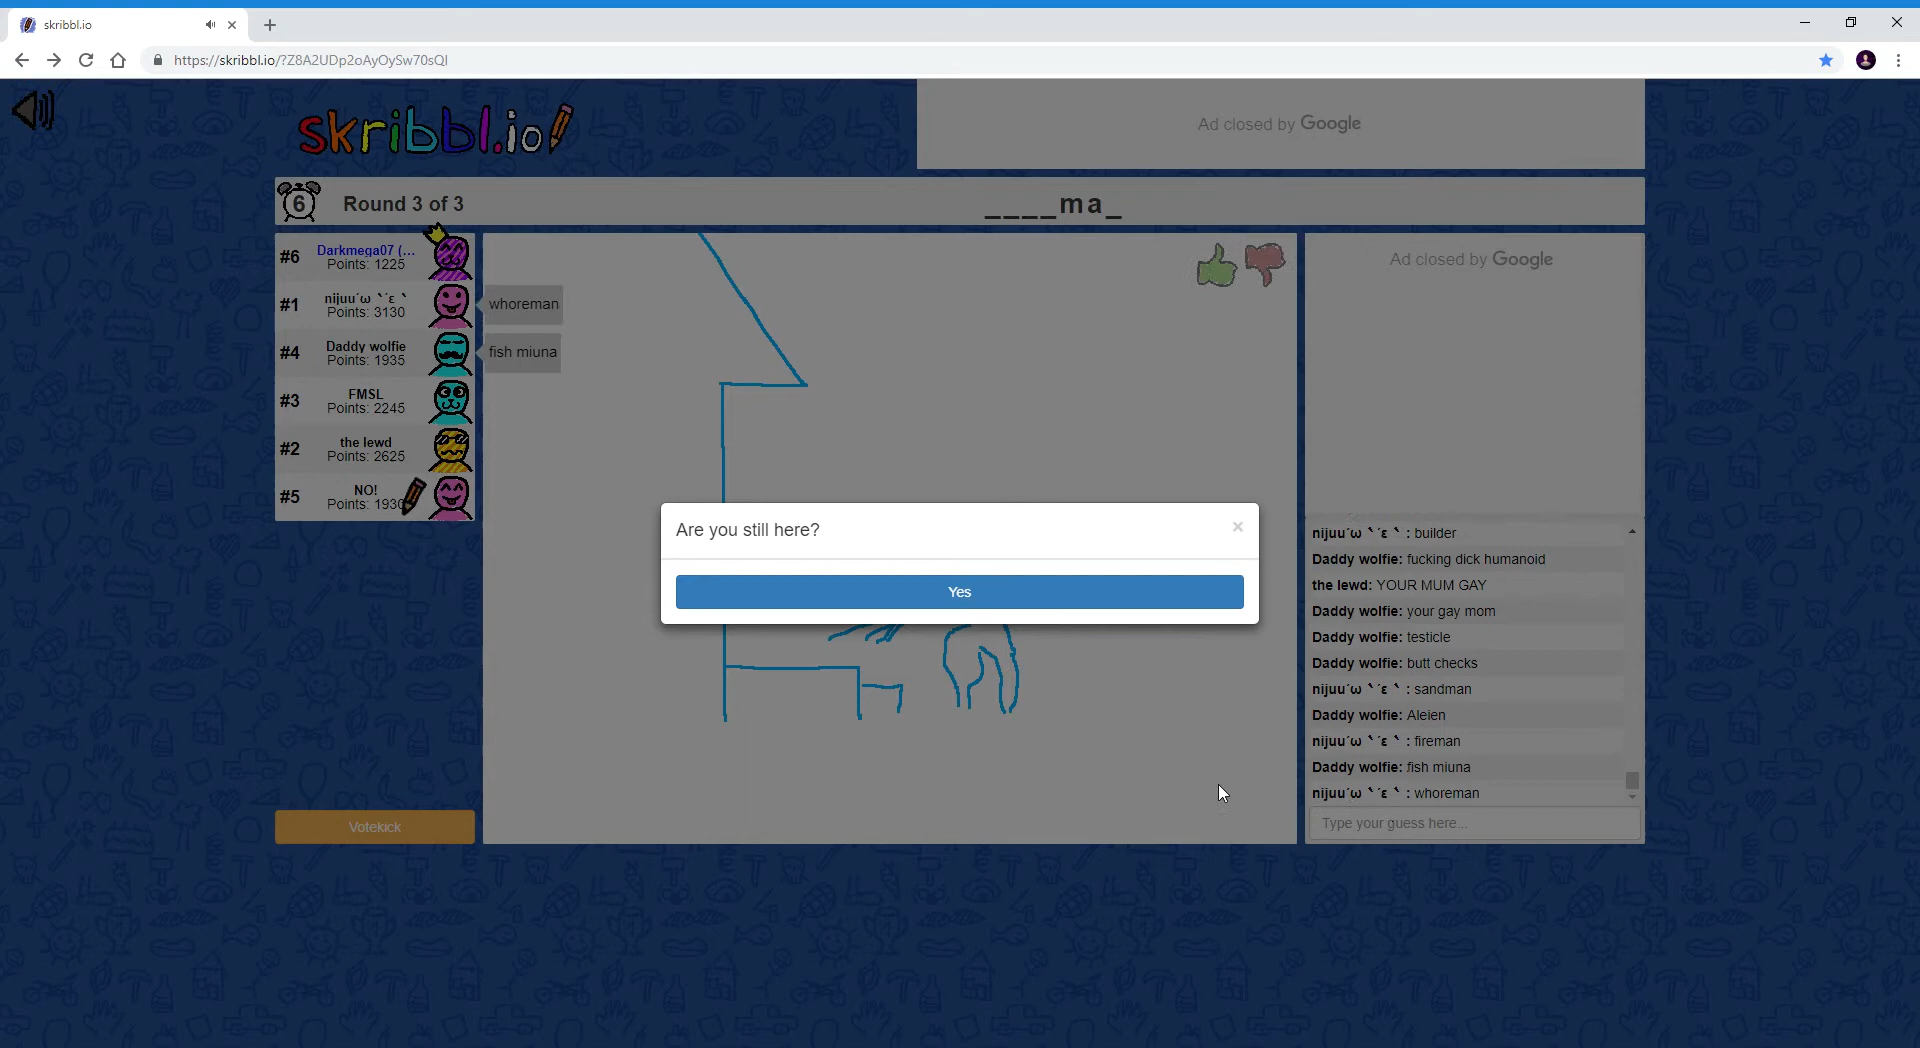 skribbl.io
https://skribbl.io/?Z8A2UDp2oAyOySw70sQI
skribbl.io
Ad closed by Google
6
Round 3 of 3
____ma_
#6 Darkmega07 (...
Points: 1225
#1 nijuu´ω `´ε `
Points: 3130
whoreman
#4 Daddy wolfie
Points: 1935
fish miuna
#3 FMSL
Points: 2245
#2 the lewd
Points: 2625
#5 NO!
Points: 1930
Ad closed by Google
Are you still here?
×
Yes
nijuu´ω `´ε ` : builder
Daddy wolfie: fucking dick humanoid
the lewd: YOUR MUM GAY
Daddy wolfie: your gay mom
Daddy wolfie: testicle
Daddy wolfie: butt checks
nijuu´ω `´ε ` : sandman
Daddy wolfie: Aleien
nijuu´ω `´ε ` : fireman
Daddy wolfie: fish miuna
nijuu´ω `´ε ` : whoreman
Type your guess here...
Votekick